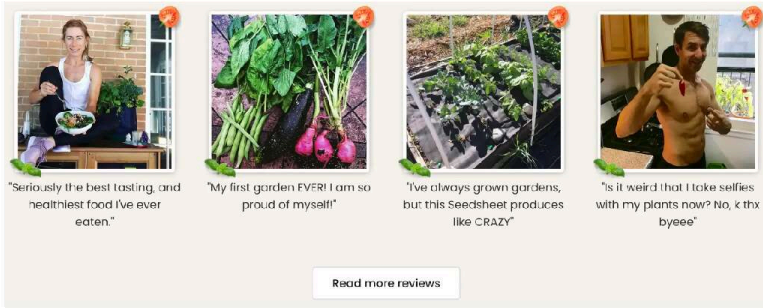 "Seriously the best tasting, and
healthiest food I've ever
eaten."
"My first garden EVER! I am so
proud of myself!"
"I've always grown gardens,
but this Seedsheet produces
like CRAZY"
"Is it weird that I take selfies
with my plants now? No, k thx
byeee"
Read more reviews